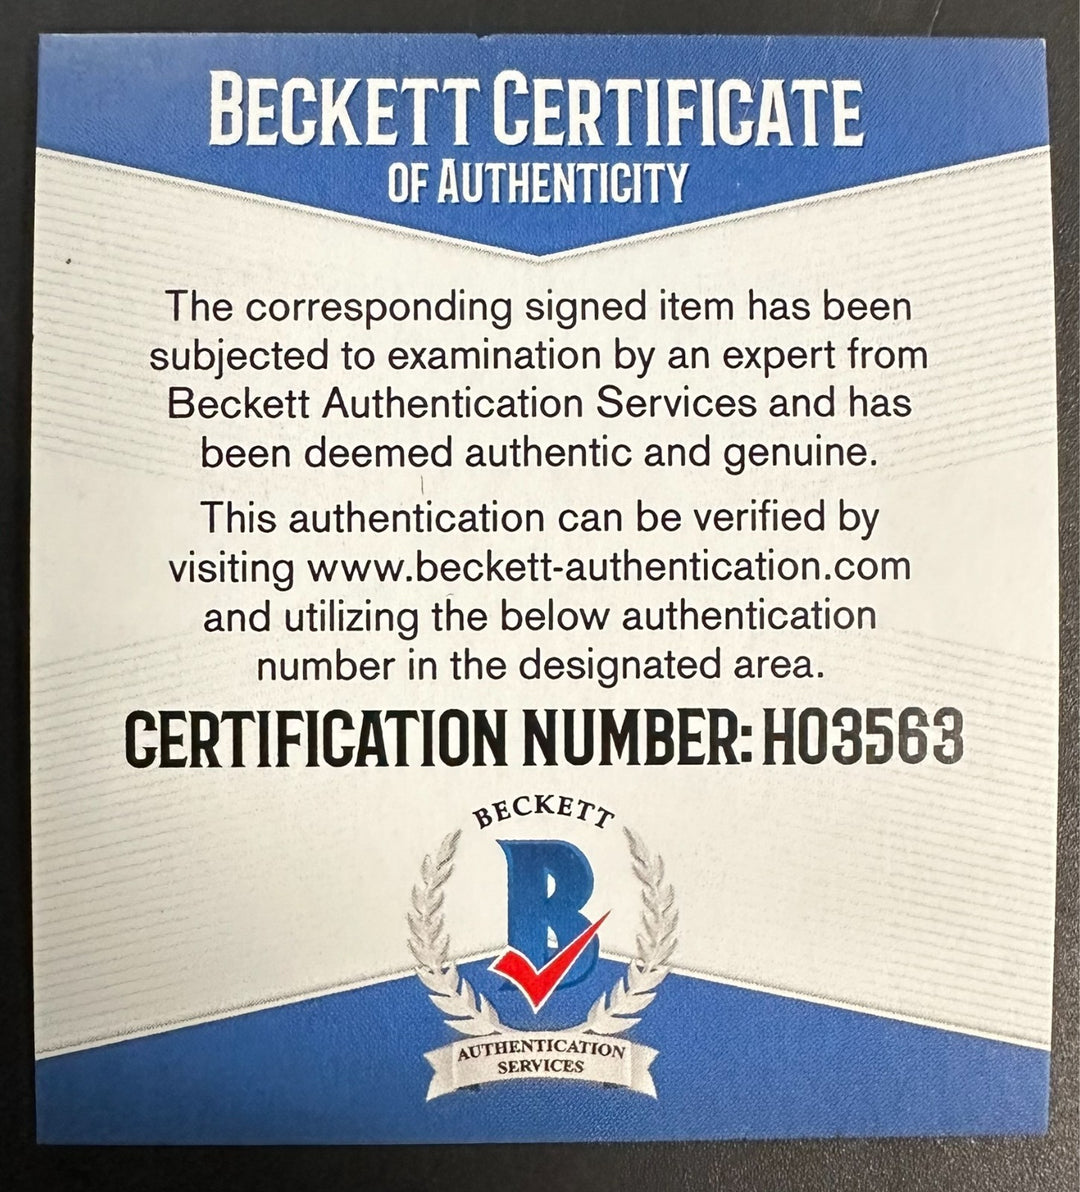 BECKETT CERTIFICATE
OF AUTHENTICITY
The corresponding signed item has been
subjected to examination by an expert from
Beckett Authentication Services and has
been deemed authentic and genuine.
This authentication can be verified by
visiting www.beckett-authentication.com
and utilizing the below authentication
number in the designated area.
CERTIFICATION NUMBER: H03563
BECKETT
B
AUTHENTICATION
SERVICES